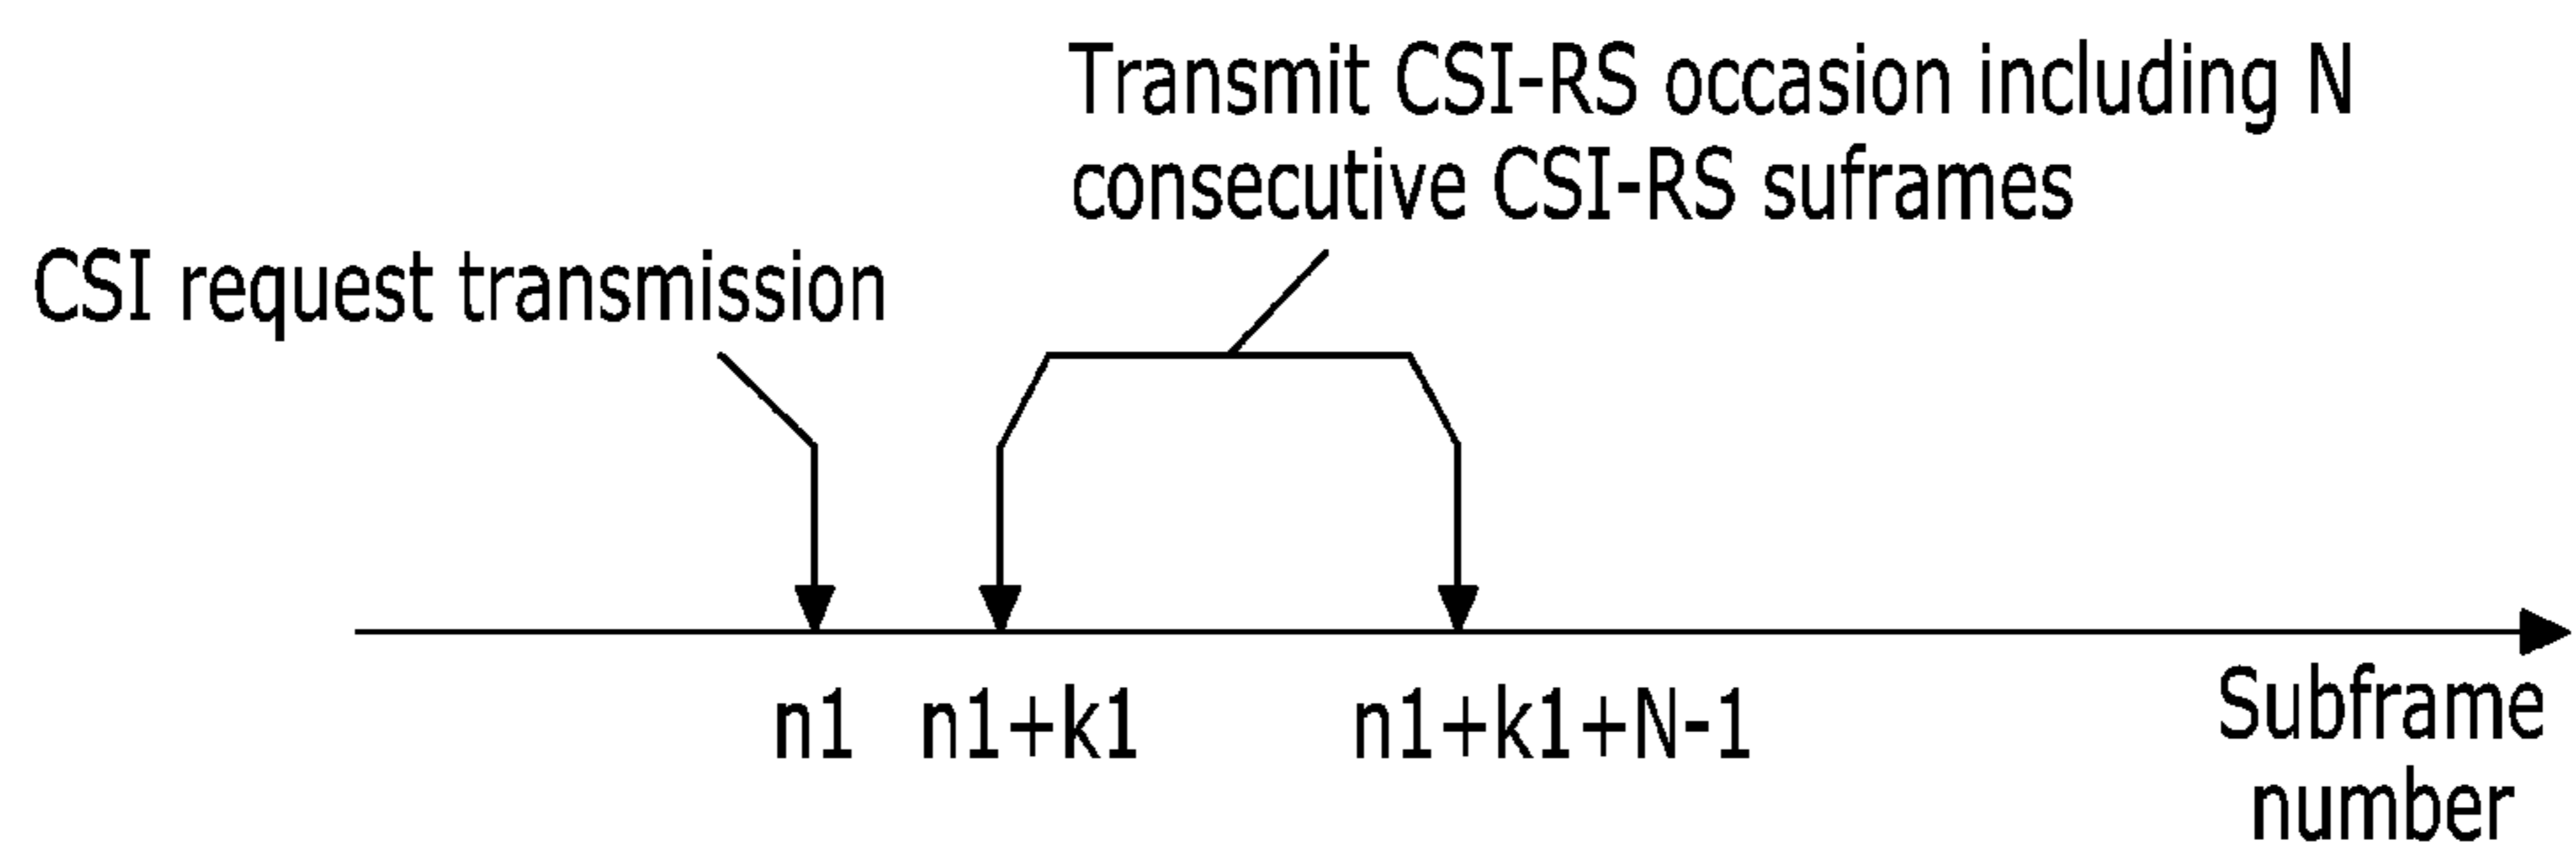 Transmit CSI-RS occasion including N
consecutive CSI-RS suframes
CSI request transmission
n1
n1+k1
n1+k1+N-1
Subframe
number